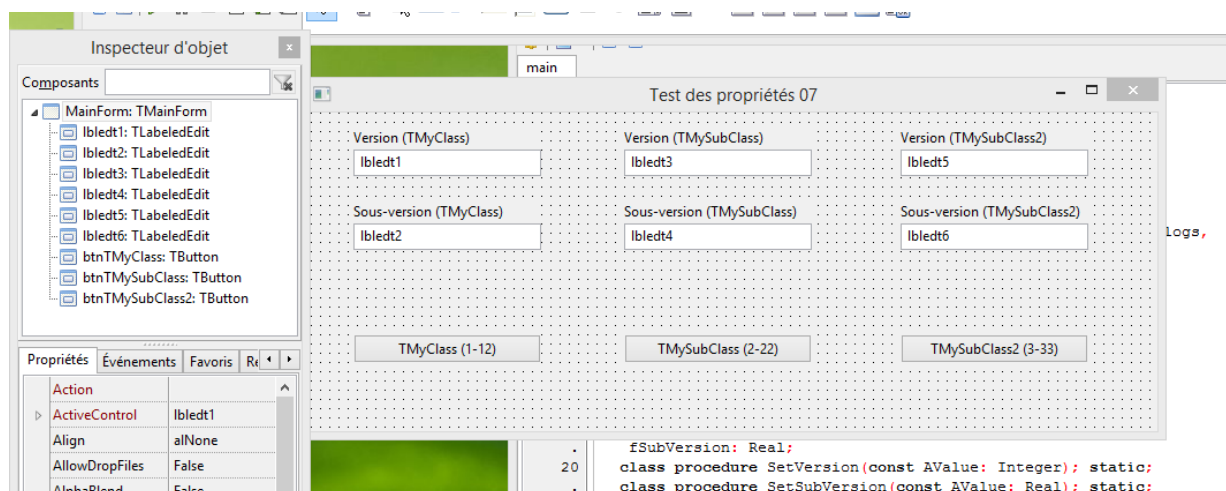 Inspecteur d'objet
x
Composants
MainForm: TMainForm
lbledt1: TLabeledEdit
lbledt2: TLabeledEdit
lbledt3: TLabeledEdit
lbledt4: TLabeledEdit
lbledt5: TLabeledEdit
lbledt6: TLabeledEdit
btnTMyClass: TButton
btnTMySubClass: TButton
btnTMySubClass2: TButton
Propriétés Événements Favoris Re
Action
ActiveControl lbledt1
Align alNone
AllowDropFiles False
AlphaBlend False
main
Test des propriétés 07
Version (TMyClass) Version (TMySubClass) Version (TMySubClass2)
lbledt1 lbledt3 lbledt5
Sous-version (TMyClass) Sous-version (TMySubClass) Sous-version (TMySubClass2)
lbledt2 lbledt4 lbledt6
logs,
TMyClass (1-12) TMySubClass (2-22) TMySubClass2 (3-33)
. fSubVersion: Real;
20 class procedure SetVersion(const AValue: Integer); static;
. class procedure SetSubVersion(const AValue: Real); static;